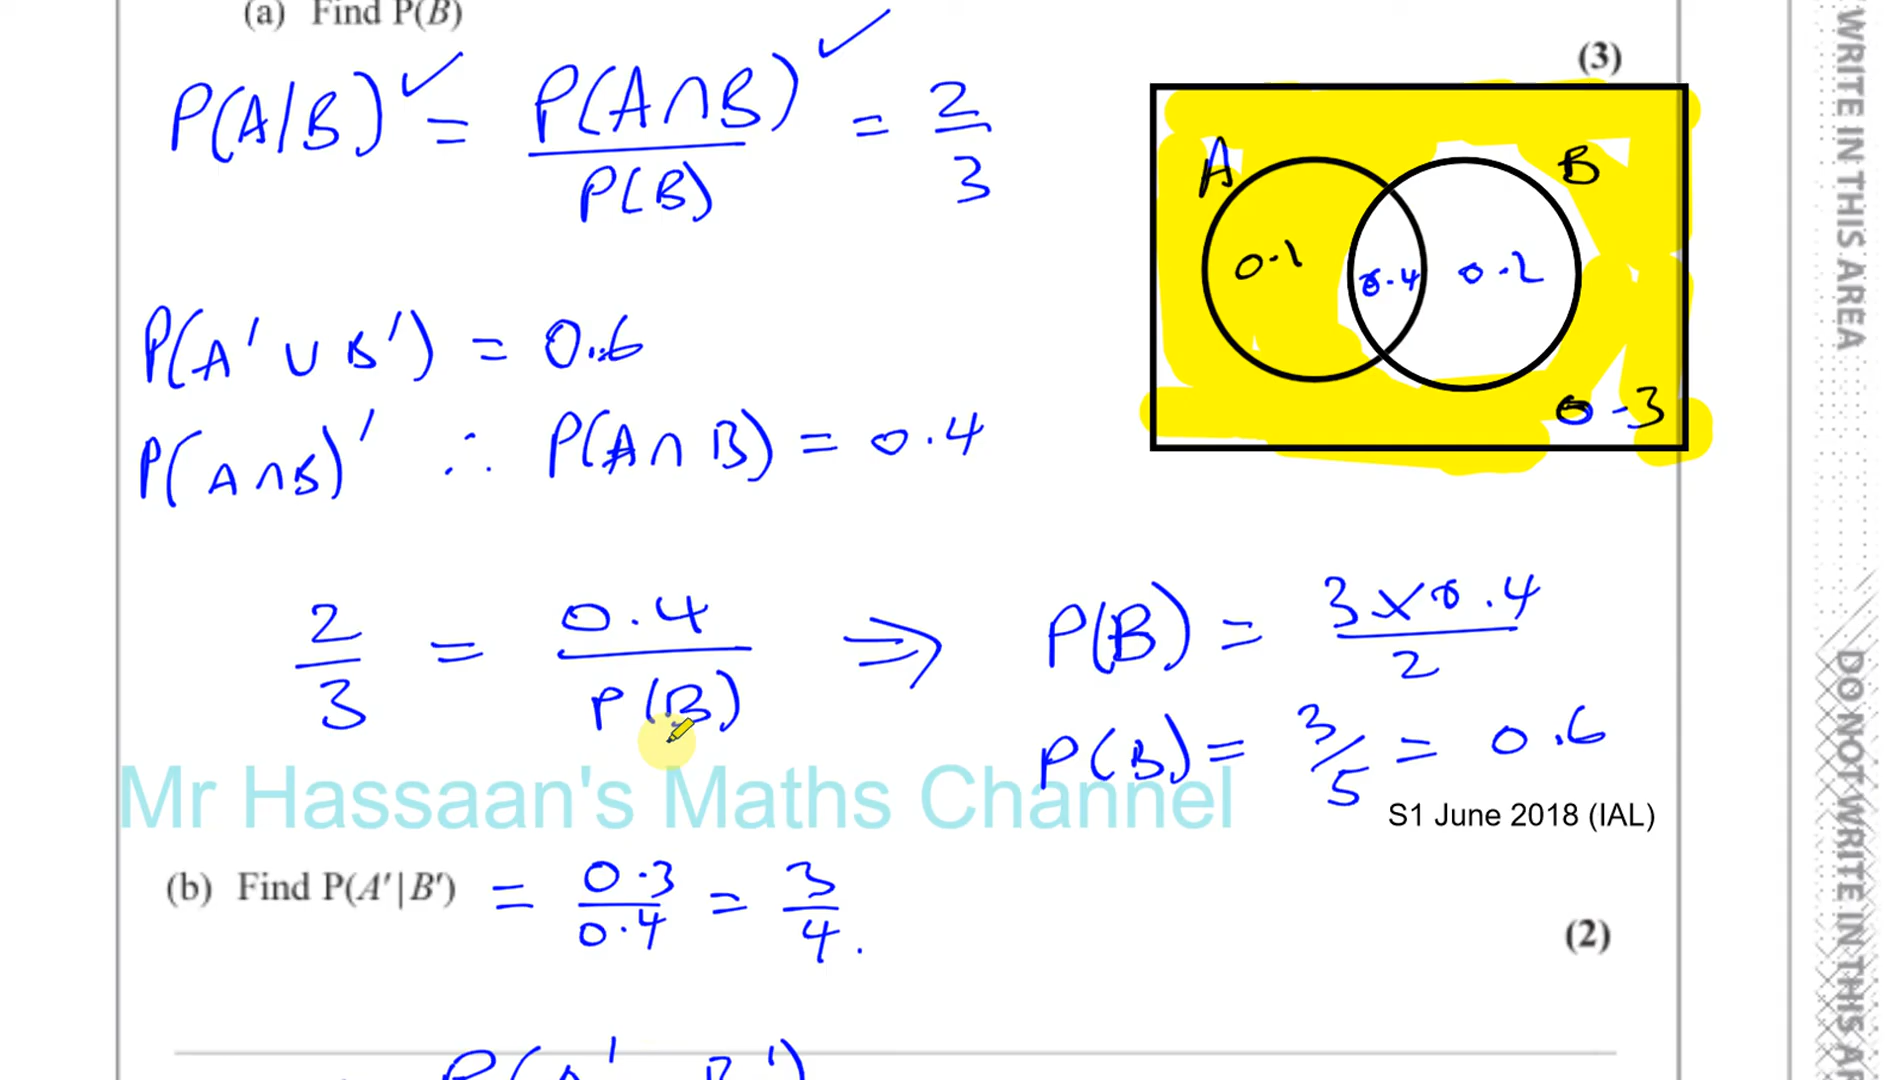 (a) Find P(B)
(3)
P(A/B) ✓ = P(A∩B) ✓ / P(B) = 2/3
A
B
0.1
0.4
0.2
0.3
P(A' ∪ B') = 0.6
P(A∩B)' ∴ P(A∩B) = 0.4
2/3 = 0.4/P(B) ⇒ P(B) = 3×0.4/2
P(B) = 3/5 = 0.6
Mr Hassaan's Maths Channel
S1 June 2018 (IAL)
(b) Find P(A'|B') = 0.3/0.4 = 3/4.
(2)
WRITE IN THIS AREA
DO NOT WRITE IN THIS A